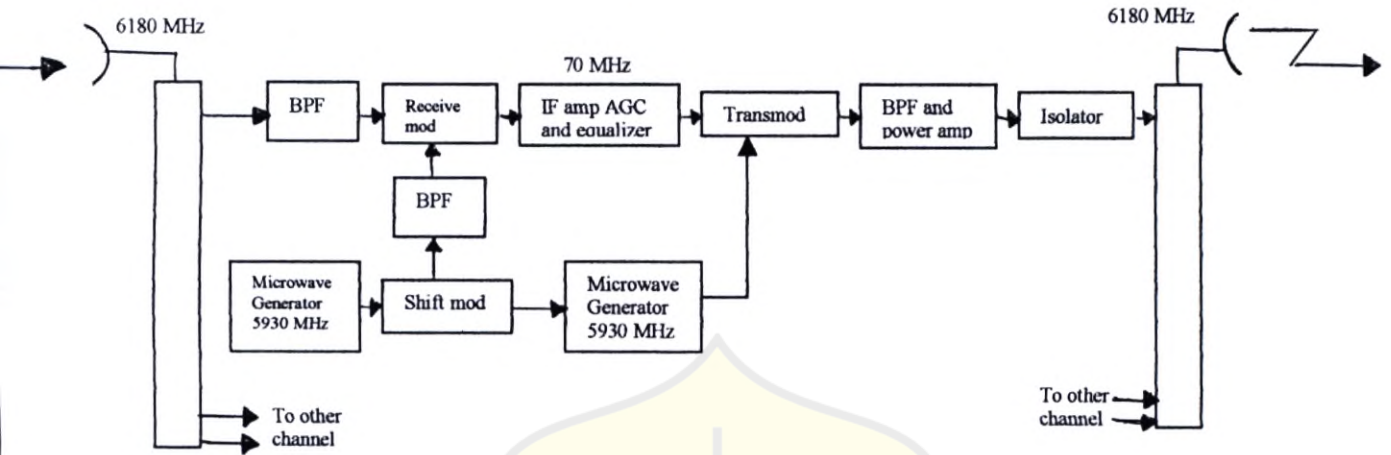 6180 MHz
6180 MHz
70 MHz
BPF
Receive
mod
IF amp AGC
and equalizer
Transmod
BPF and
power amp
Isolator
BPF
Microwave
Generator
5930 MHz
Shift mod
Microwave
Generator
5930 MHz
To other
channel
To other
channel